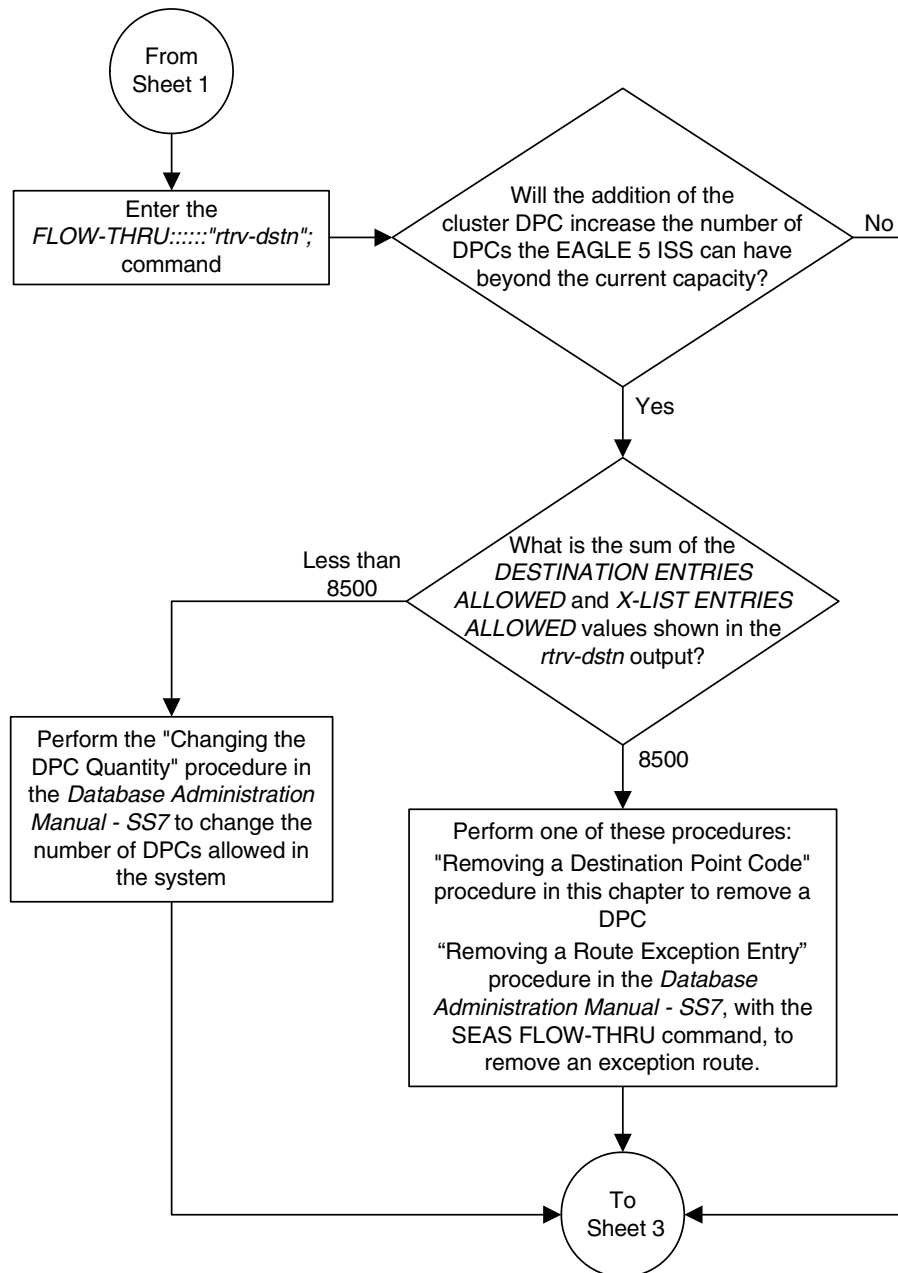 From
Sheet 1
Enter the
FLOW-THRU::::::"rtrv-dstn";
command
Will the addition of the
cluster DPC increase the number of
DPCs the EAGLE 5 ISS can have
beyond the current capacity?
No
Yes
What is the sum of the
DESTINATION ENTRIES
ALLOWED and X-LIST ENTRIES
ALLOWED values shown in the
rtrv-dstn output?
Less than
8500
Perform the "Changing the
DPC Quantity" procedure in
the Database Administration
Manual - SS7 to change the
number of DPCs allowed in
the system
8500
Perform one of these procedures:
"Removing a Destination Point Code"
procedure in this chapter to remove a
DPC
“Removing a Route Exception Entry”
procedure in the Database
Administration Manual - SS7, with the
SEAS FLOW-THRU command, to
remove an exception route.
To
Sheet 3